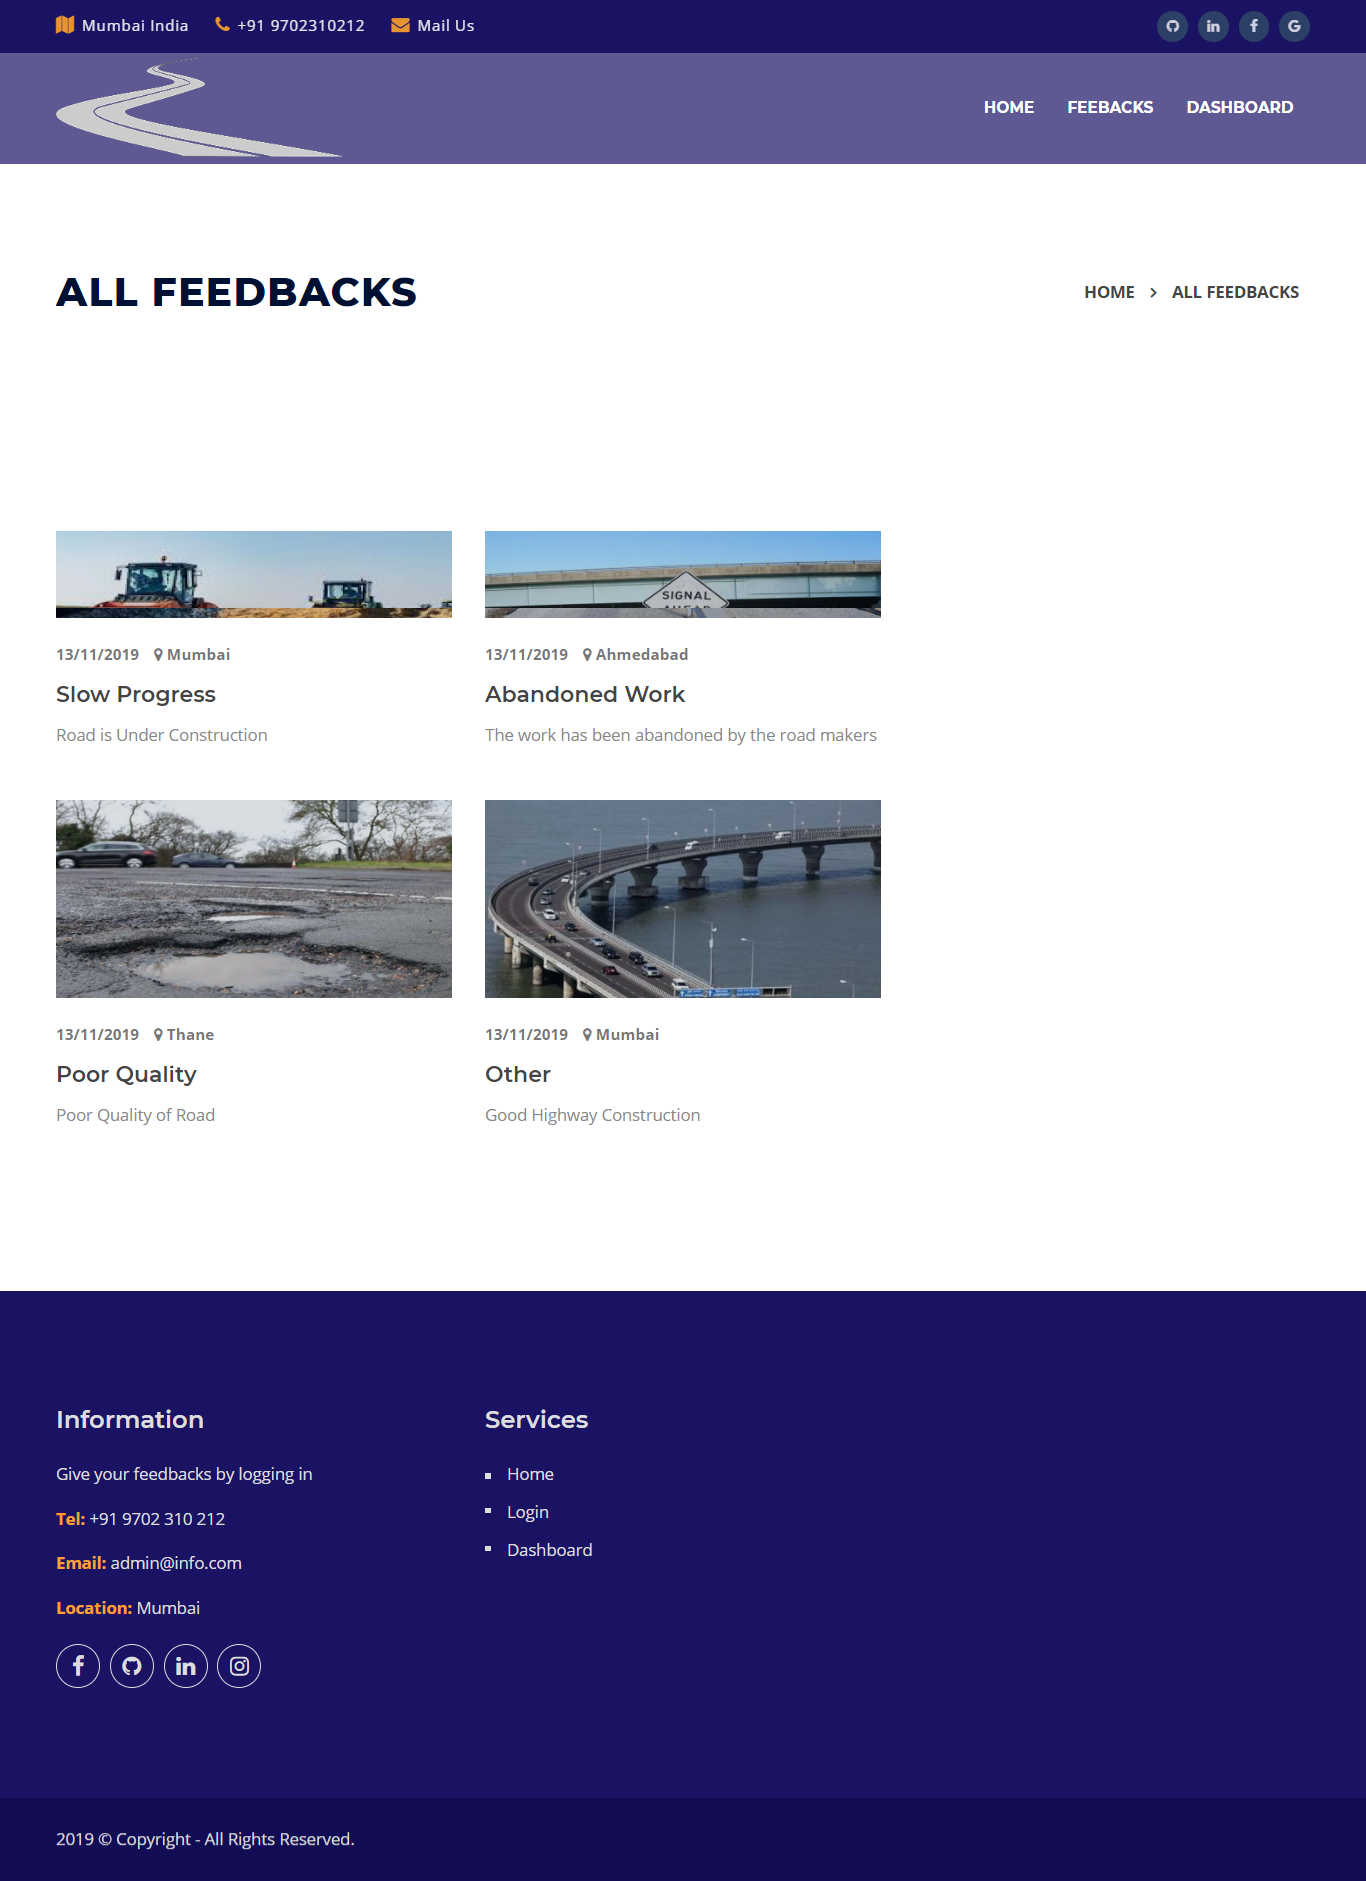 Mumbai India +91 9702310212 Mail Us
HOME FEEBACKS DASHBOARD
ALL FEEDBACKS
HOME > ALL FEEDBACKS
SIGNAL
AHEAD
13/11/2019 Mumbai
Slow Progress
Road is Under Construction
13/11/2019 Ahmedabad
Abandoned Work
The work has been abandoned by the road makers
13/11/2019 Thane
Poor Quality
Poor Quality of Road
13/11/2019 Mumbai
Other
Good Highway Construction
Information
Give your feedbacks by logging in
Tel: +91 9702 310 212
Email: admin@info.com
Location: Mumbai
Services
Home
Login
Dashboard
2019 © Copyright - All Rights Reserved.